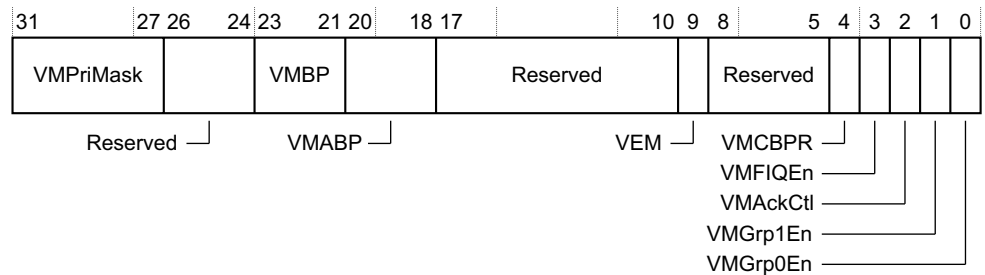 31 27 26 24 23 21 20 18 17 10 9 8 5 4 3 2 1 0
VMPriMask VMBP Reserved Reserved
Reserved VMABP VEM VMCBPR
VMFIQEn
VMAckCtl
VMGrp1En
VMGrp0En